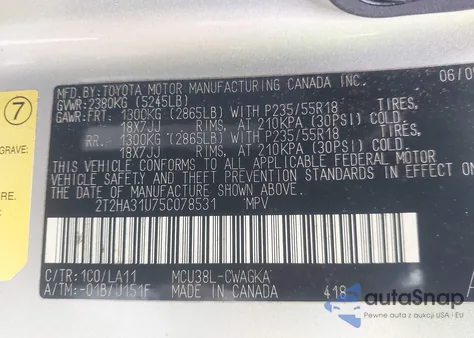 MFD.BY:TOYOTA MOTOR MANUFACTURING CANADA INC. 06/0
GVWR:2380KG (5245LB)
GAWR:FRT: 1300KG (2865LB) WITH P235/55R18 TIRES,
18X7JJ RIMS, AT 210KPA (30PSI) COLD.
RR. 1300KG (2865LB) WITH P235/55R18 TIRES,
18X7JJ RIMS, AT 210KPA (30PSI) COLD.
THIS VEHICLE CONFORMS TO ALL APPLICABLE FEDERAL MOTOR
VEHICLE SAFETY AND THEFT PREVENTION STANDARDS IN
EFFECT ON THE DATE OF MANUFACTURE SHOWN ABOVE.
2T2HA31U75C078531 MPV
C/TR:1C0/LA11 MCU38L-CWAGKA
A/TM:-01B/U151F MADE IN CANADA 418 A
7
GRAVE:
autoSnap
Pewne z aukcji USA i EU